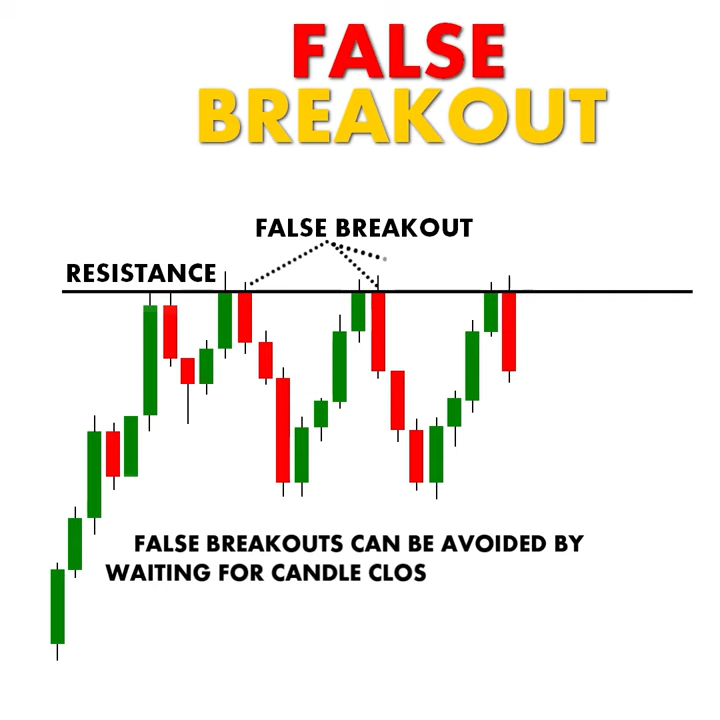 FALSE
BREAKOUT
FALSE BREAKOUT
RESISTANCE
FALSE BREAKOUTS CAN BE AVOIDED BY
WAITING FOR CANDLE CLOS